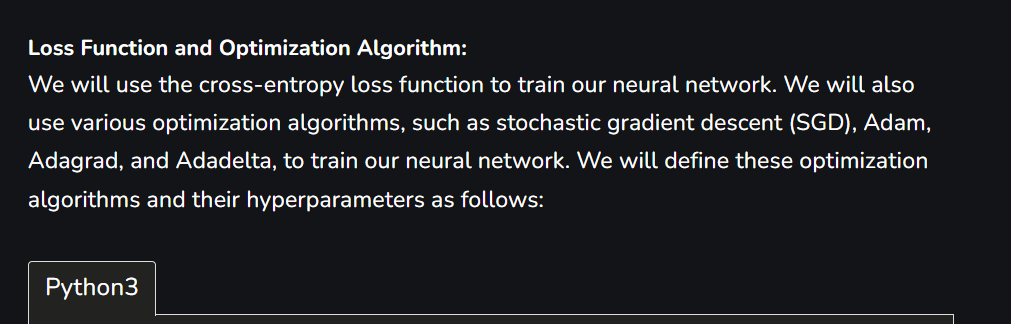 Loss Function and Optimization Algorithm:
We will use the cross-entropy loss function to train our neural network. We will also
use various optimization algorithms, such as stochastic gradient descent (SGD), Adam,
Adagrad, and Adadelta, to train our neural network. We will define these optimization
algorithms and their hyperparameters as follows:
Python3